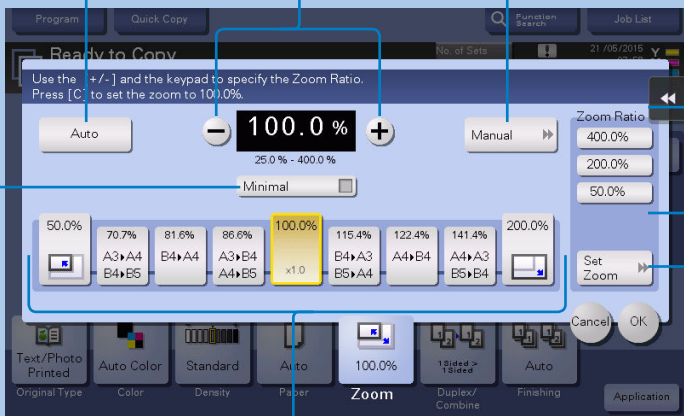 Program
Quick Copy
Function
Search
Job List
Ready to Copy
No. of Sets
21 /05/2015
Y
Use the [+/-] and the keypad to specify the Zoom Ratio.
Press [C] to set the zoom to 100.0%.
Auto
−
100.0 %
+
Manual
25.0 % - 400.0 %
Minimal
Zoom Ratio
400.0%
200.0%
50.0%
Set
Zoom
50.0%
70.7%
A3▸A4
B4▸B5
81.6%
B4▸A4
86.6%
A3▸B4
A4▸B5
100.0%
x1.0
115.4%
B4▸A3
B5▸A4
122.4%
A4▸B4
141.4%
A4▸A3
B5▸B4
200.0%
Cancel
OK
Text/Photo
Printed
Auto Color
Standard
Auto
100.0%
1Sided >
1Sided
Auto
Original Type
Color
Density
Paper
Zoom
Duplex/
Combine
Finishing
Application